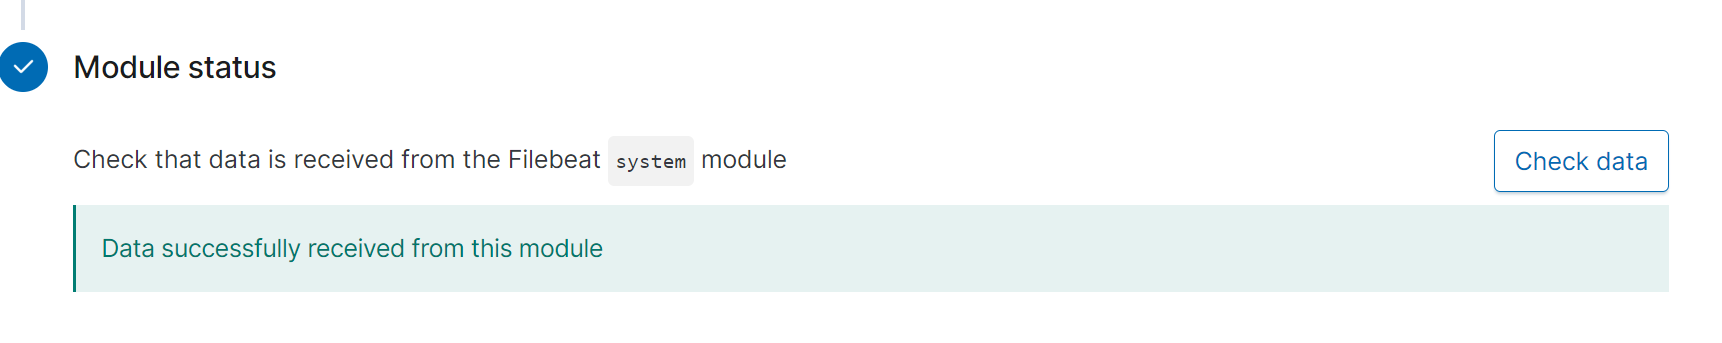 Module status
Check that data is received from the Filebeat system module
Check data
Data successfully received from this module